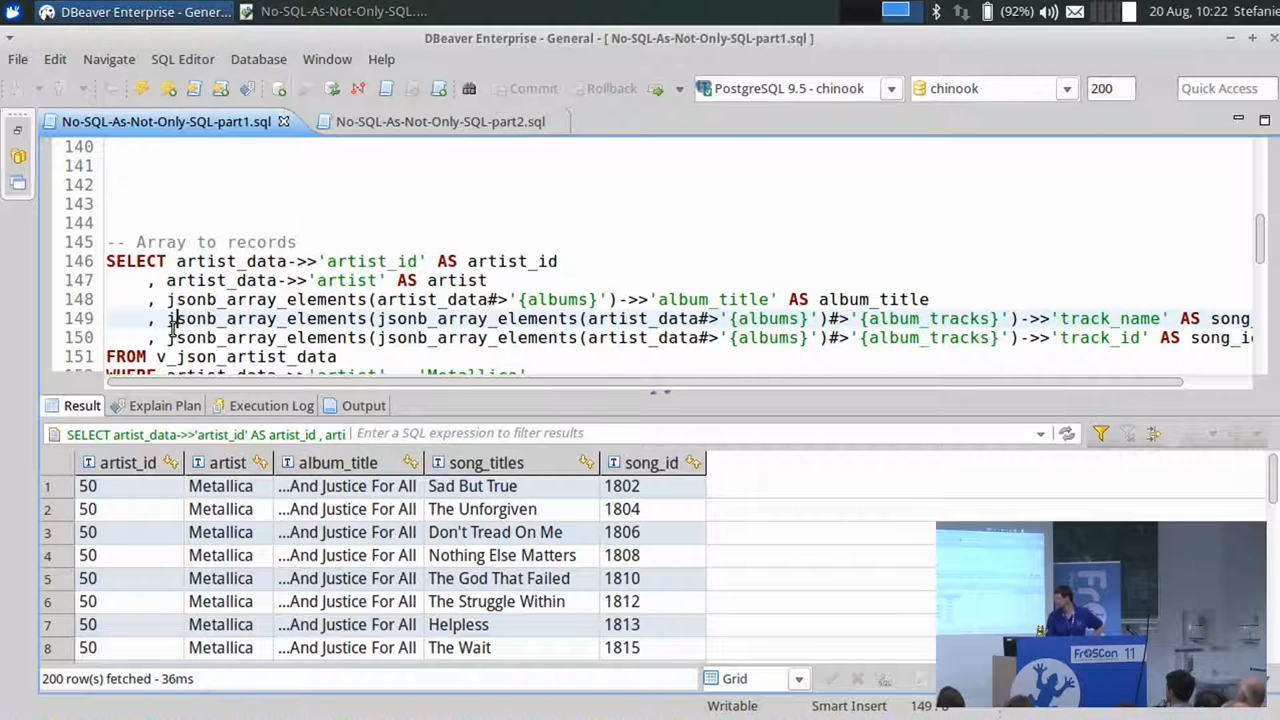 DBeaver Enterprise - Gener...
No-SQL-As-Not-Only-SQL....
(92%)
20 Aug, 10:22
Stefanie
DBeaver Enterprise - General - [ No-SQL-As-Not-Only-SQL-part1.sql ]
File Edit Navigate SQL Editor Database Window Help
Commit Rollback PostgreSQL 9.5 - chinook chinook 200 Quick Access
No-SQL-As-Not-Only-SQL-part1.sql No-SQL-As-Not-Only-SQL-part2.sql
140
141
142
143
144
145 -- Array to records
146 SELECT artist_data->>'artist_id' AS artist_id
147 , artist_data->>'artist' AS artist
148 , jsonb_array_elements(artist_data#>'{albums}')->>'album_title' AS album_title
149 , jsonb_array_elements(jsonb_array_elements(artist_data#>'{albums}')#>'{album_tracks}')->>'track_name' AS song_
150 , jsonb_array_elements(jsonb_array_elements(artist_data#>'{albums}')#>'{album_tracks}')->>'track_id' AS song_i
151 FROM v_json_artist_data
WHERE artist_data->>'artist' 'Metallica'
Result Explain Plan Execution Log Output
SELECT artist_data->>'artist_id' AS artist_id , arti Enter a SQL expression to filter results
artist_id artist album_title song_titles song_id
1 50 Metallica ...And Justice For All Sad But True 1802
2 50 Metallica ...And Justice For All The Unforgiven 1804
3 50 Metallica ...And Justice For All Don't Tread On Me 1806
4 50 Metallica ...And Justice For All Nothing Else Matters 1808
5 50 Metallica ...And Justice For All The God That Failed 1810
6 50 Metallica ...And Justice For All The Struggle Within 1812
7 50 Metallica ...And Justice For All Helpless 1813
8 50 Metallica ...And Justice For All The Wait 1815
FrOSCon 11
200 row(s) fetched - 36ms
Grid
Writable Smart Insert